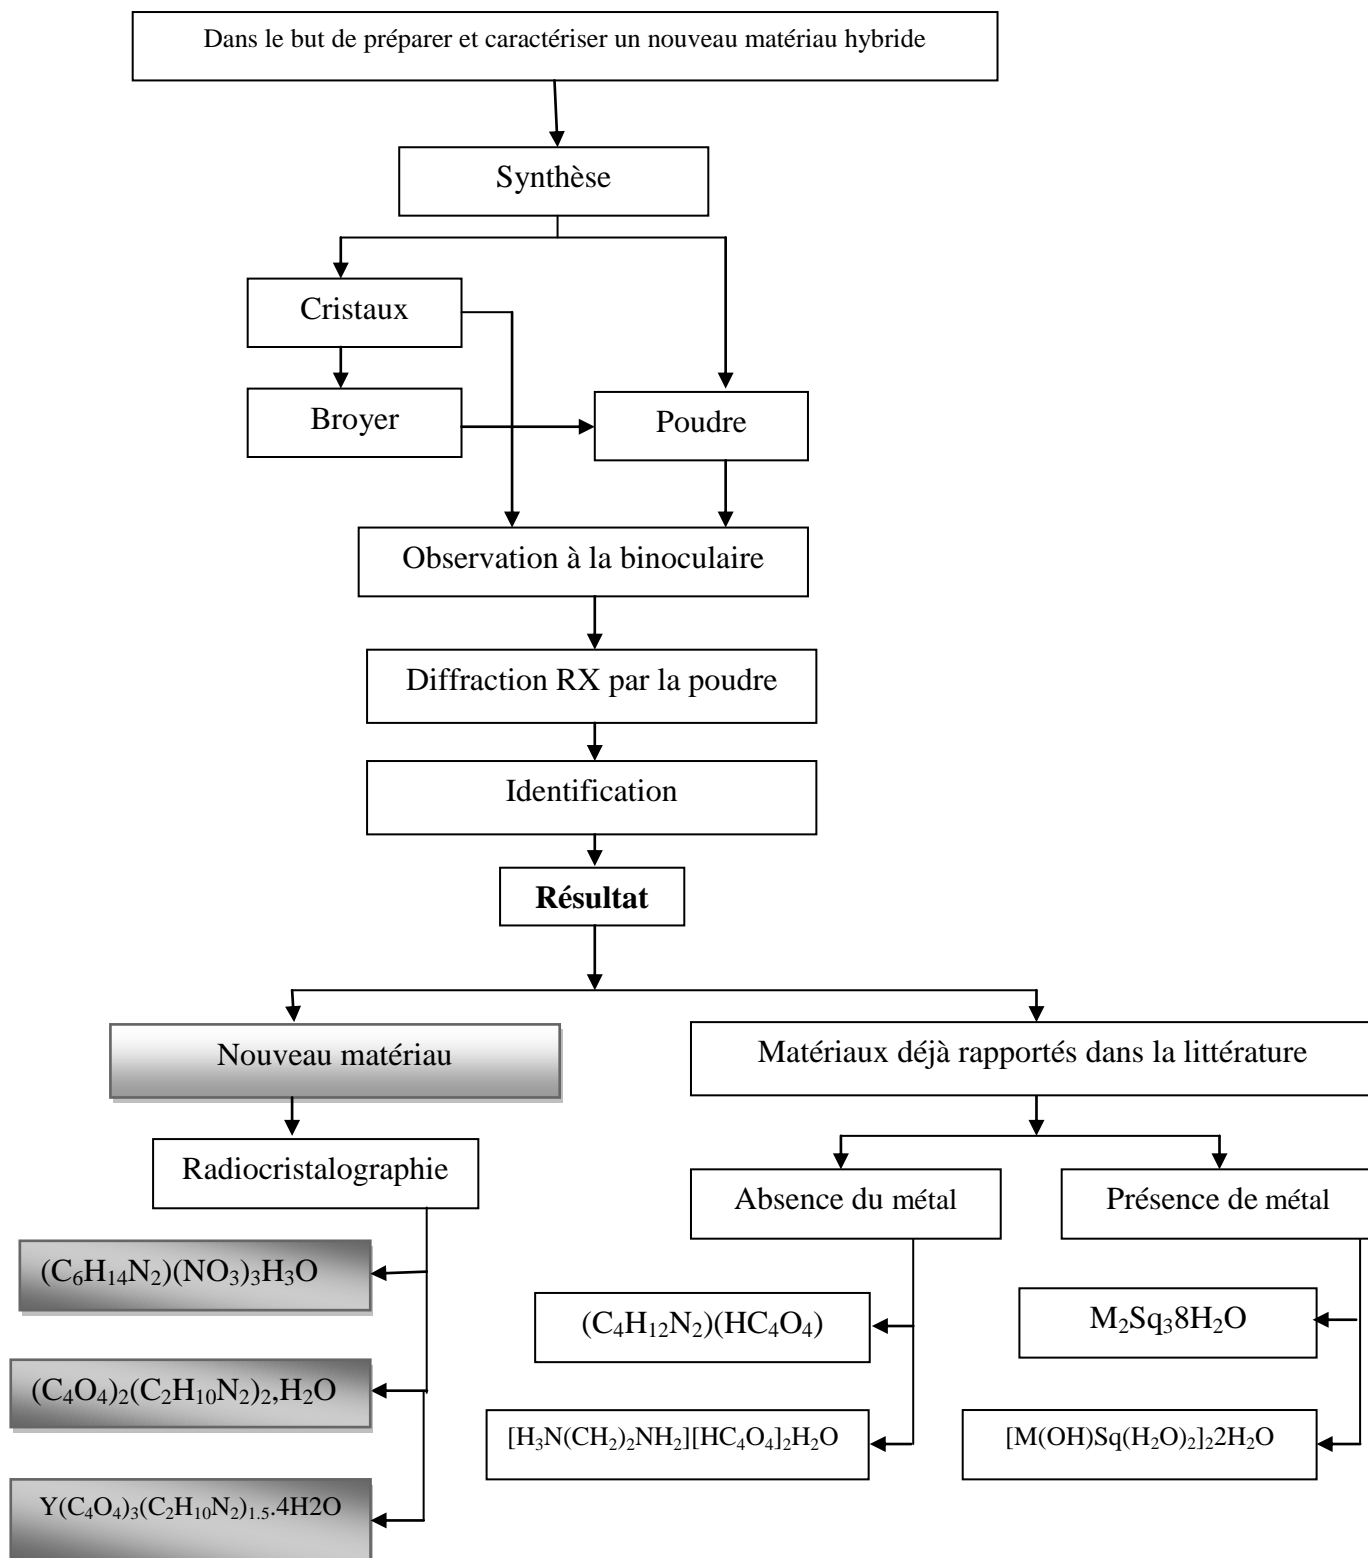 Dans le but de préparer et caractériser un nouveau matériau hybride
Synthèse
Cristaux
Broyer
Poudre
Observation à la binoculaire
Diffraction RX par la poudre
Identification
Résultat
Nouveau matériau
Matériaux déjà rapportés dans la littérature
Radiocristalographie
Absence du métal
Présence de métal
(C₆H₁₄N₂)(NO₃)₃H₃O
(C₄H₁₂N₂)(HC₄O₄)
M₂Sq₃8H₂O
(C₄O₄)₂(C₂H₁₀N₂)₂,H₂O
[H₃N(CH₂)₂NH₂][HC₄O₄]₂H₂O
[M(OH)Sq(H₂O)₂]₂2H₂O
Y(C₄O₄)₃(C₂H₁₀N₂)₁.₅.4H2O